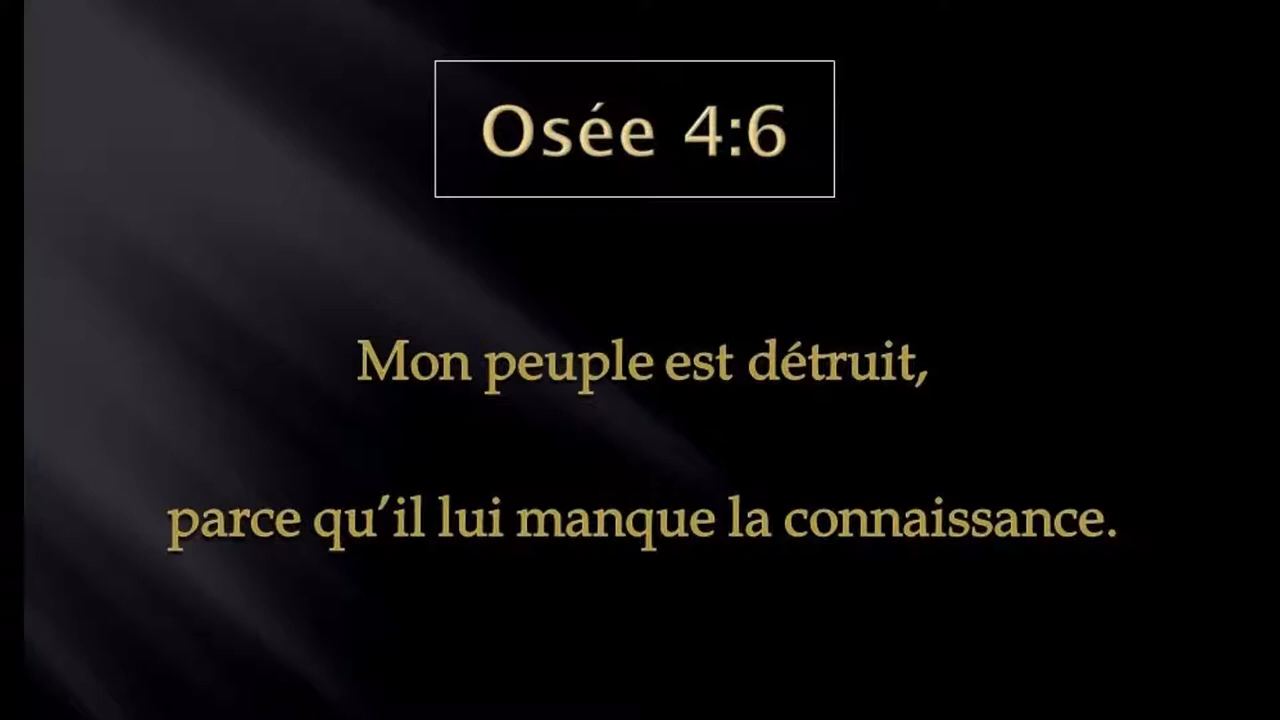 Osée 4:6
Mon peuple est détruit,
parce qu’il lui manque la connaissance.